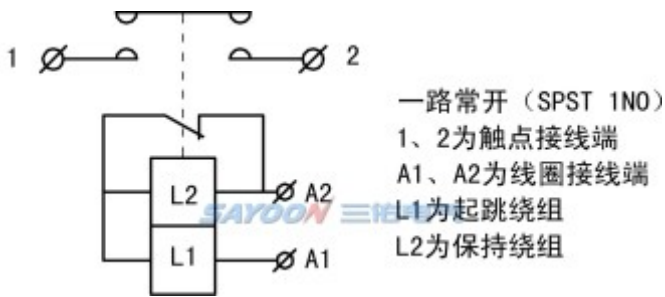 1
2
一路常开（SPST 1NO）
1、2为触点接线端
A1、A2为线圈接线端
L1为起跳绕组
L2为保持绕组
L2
A2
SAYOON 三佑
L1
A1